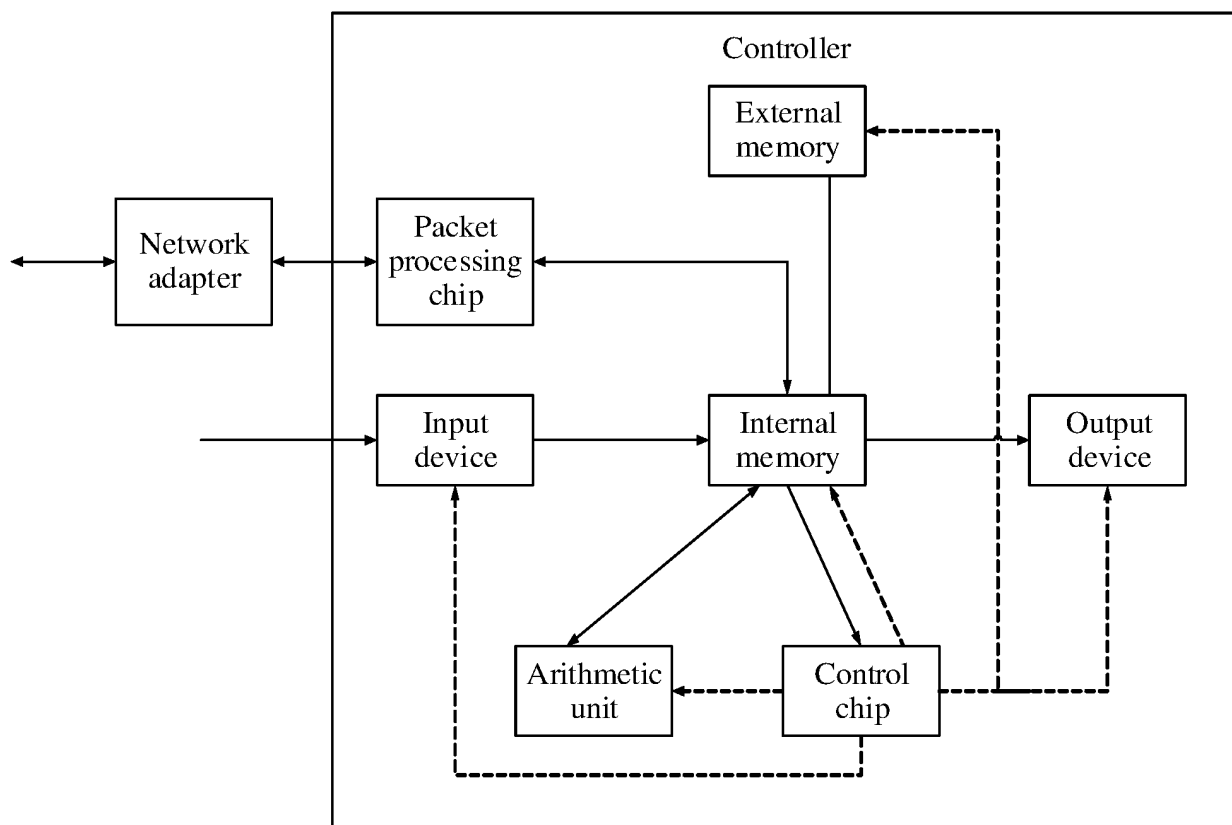 Controller
External
memory
Network
adapter
Packet
processing
chip
Input
device
Internal
memory
Output
device
Arithmetic
unit
Control
chip